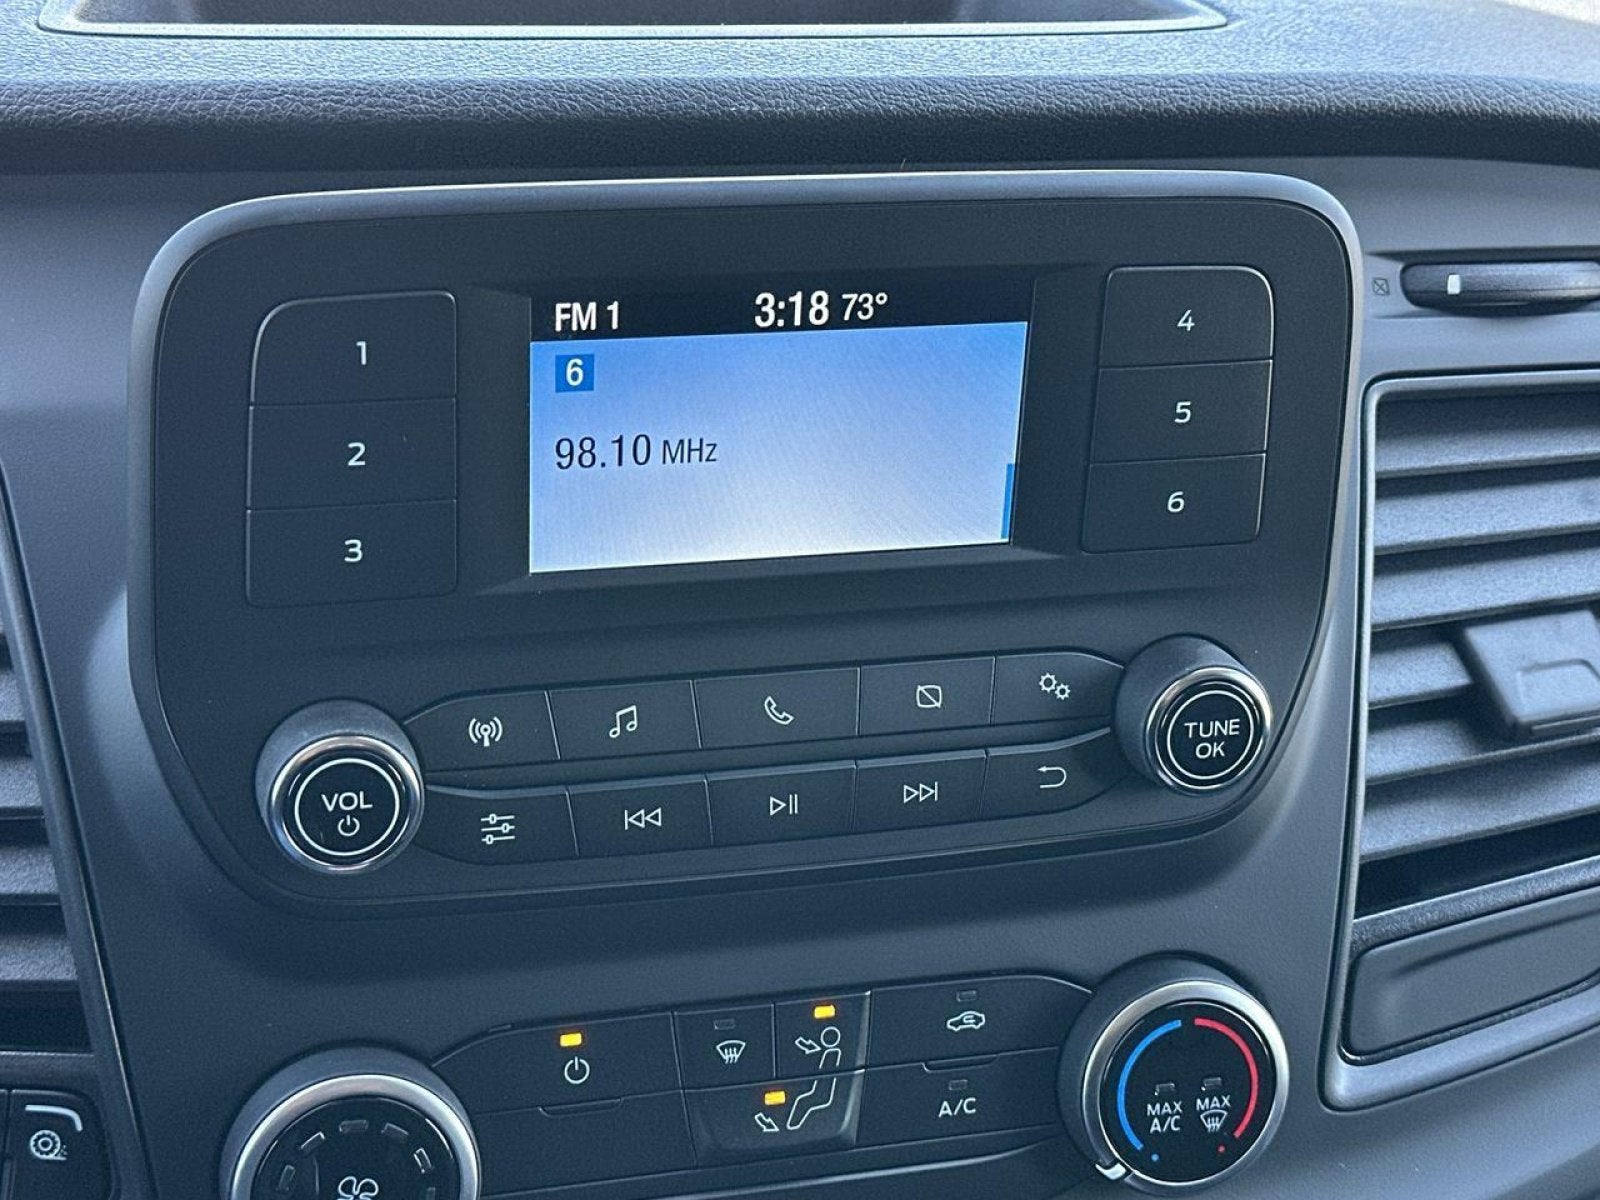 FM 1 3:18 73°
6
98.10 MHz
1
2
3
4
5
6
VOL
TUNE
OK
A/C
MAX
A/C
MAX